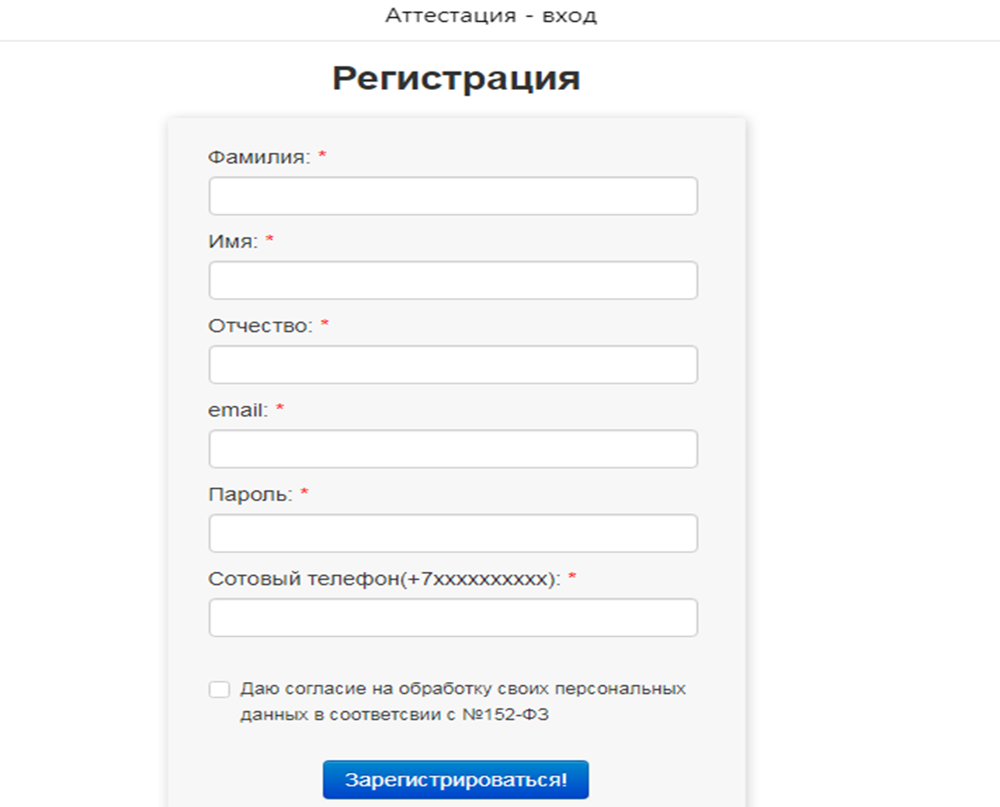 Аттестация - вход
Регистрация
Фамилия: *
Имя: *
Отчество: *
email: *
Пароль: *
Сотовый телефон(+7xxxxxxxxxx): *
Даю согласие на обработку своих персональных
данных в соответсвии с №152-ФЗ
Зарегистрироваться!